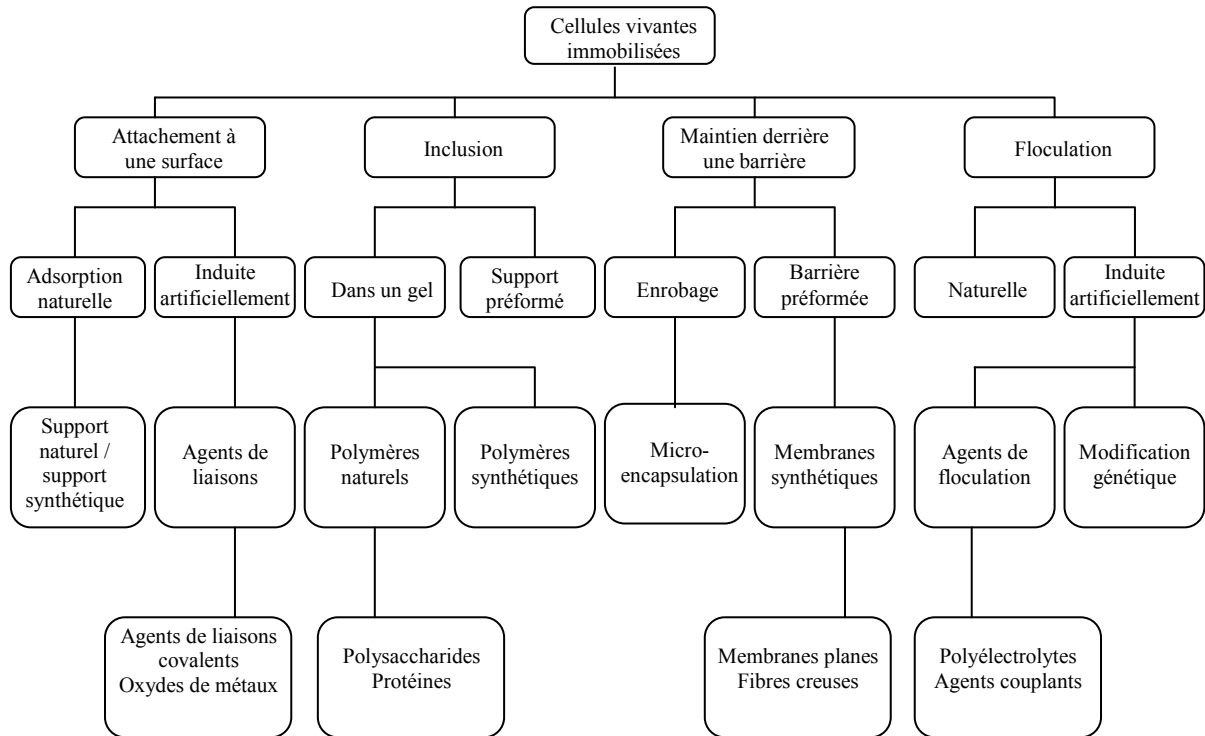 Cellules vivantes
immobilisées
Attachement à
une surface
Inclusion
Maintien derrière
une barrière
Floculation
Adsorption
naturelle
Induite
artificiellement
Dans un gel
Support
préformé
Enrobage
Barrière
préformée
Naturelle
Induite
artificiellement
Support
naturel /
support
synthétique
Agents de
liaisons
Polymères
naturels
Polymères
synthétiques
Micro-
encapsulation
Membranes
synthétiques
Agents de
floculation
Modification
génétique
Agents de liaisons
covalents
Oxydes de métaux
Polysaccharides
Protéines
Membranes planes
Fibres creuses
Polyélectrolytes
Agents couplants